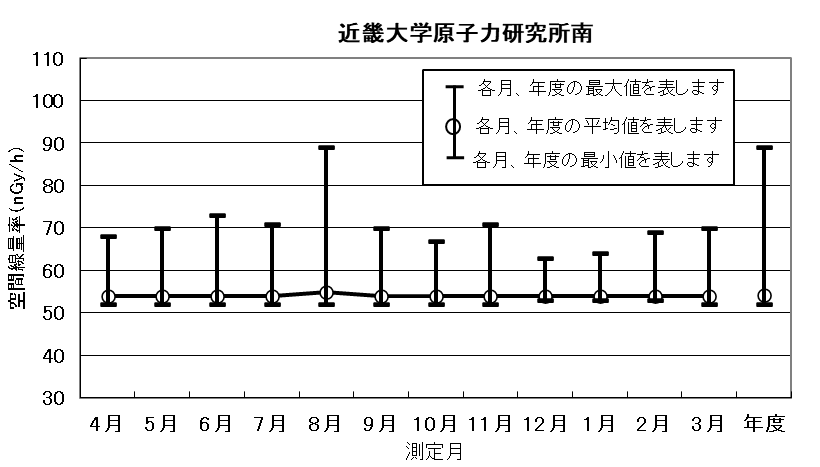 近畿大学原子力研究所南
110
100
90
80
70
60
50
40
30
空間線量率(nGy/h)
各月、年度の最大値を表します
各月、年度の平均値を表します
各月、年度の最小値を表します
4月 5月 6月 7月 8月 9月 10月 11月 12月 1月 2月 3月 年度
測定月